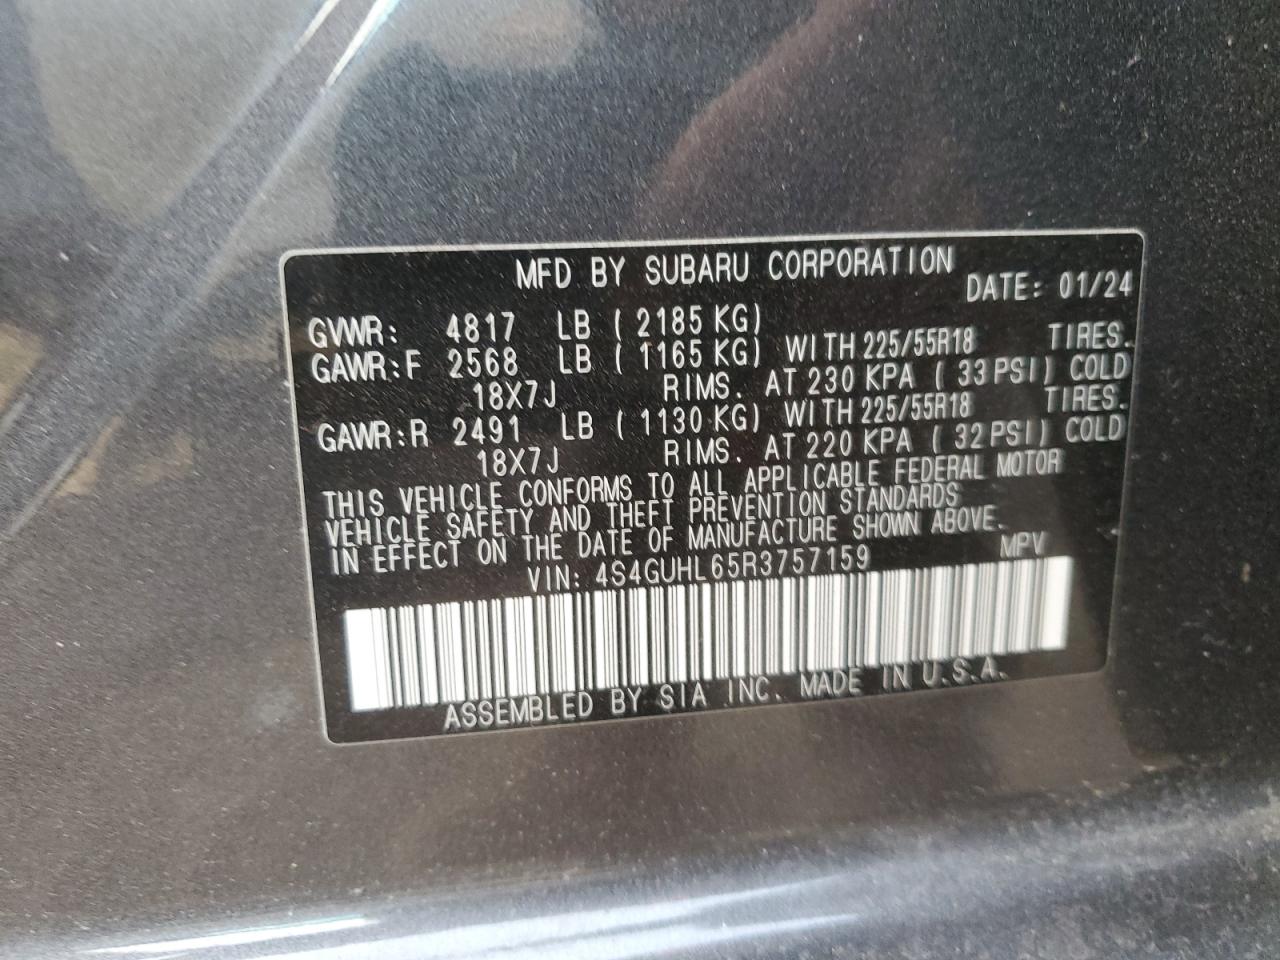 MFD BY SUBARU CORPORATION
DATE: 01/24
GVWR: 4817 LB ( 2185 KG)
GAWR:F 2568 LB ( 1165 KG) WITH 225/55R18 TIRES.
18X7J RIMS. AT 230 KPA ( 33 PSI) COLD
GAWR:R 2491 LB ( 1130 KG) WITH 225/55R18 TIRES.
18X7J RIMS. AT 220 KPA ( 32 PSI) COLD
THIS VEHICLE CONFORMS TO ALL APPLICABLE FEDERAL MOTOR
VEHICLE SAFETY AND THEFT PREVENTION STANDARDS
IN EFFECT ON THE DATE OF MANUFACTURE SHOWN ABOVE.
VIN: 4S4GUHL65R3757159 MPV
ASSEMBLED BY SIA INC. MADE IN U.S.A.